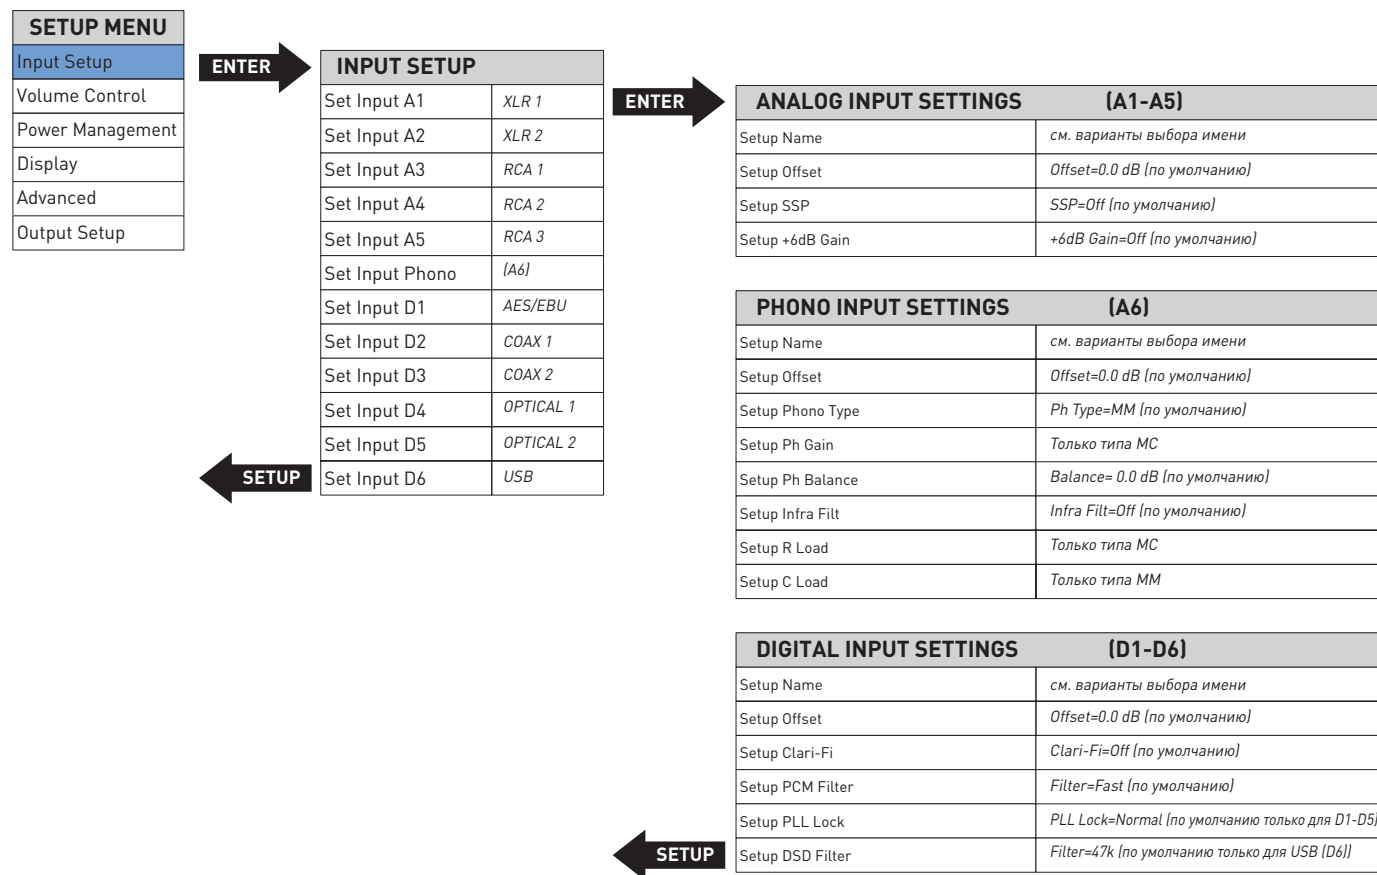 SETUP MENU
Input Setup
Volume Control
Power Management
Display
Advanced
Output Setup
ENTER
INPUT SETUP
Set Input A1 XLR 1
Set Input A2 XLR 2
Set Input A3 RCA 1
Set Input A4 RCA 2
Set Input A5 RCA 3
Set Input Phono (A6)
Set Input D1 AES/EBU
Set Input D2 COAX 1
Set Input D3 COAX 2
Set Input D4 OPTICAL 1
Set Input D5 OPTICAL 2
Set Input D6 USB
SETUP
ENTER
ANALOG INPUT SETTINGS (A1-A5)
Setup Name см. варианты выбора имени
Setup Offset Offset=0.0 dB (по умолчанию)
Setup SSP SSP=Off (по умолчанию)
Setup +6dB Gain +6dB Gain=Off (по умолчанию)
PHONO INPUT SETTINGS (A6)
Setup Name см. варианты выбора имени
Setup Offset Offset=0.0 dB (по умолчанию)
Setup Phono Type Ph Type=MM (по умолчанию)
Setup Ph Gain Только типа MC
Setup Ph Balance Balance= 0.0 dB (по умолчанию)
Setup Infra Filt Infra Filt=Off (по умолчанию)
Setup R Load Только типа MC
Setup C Load Только типа MM
DIGITAL INPUT SETTINGS (D1-D6)
Setup Name см. варианты выбора имени
Setup Offset Offset=0.0 dB (по умолчанию)
Setup Clari-Fi Clari-Fi=Off (по умолчанию)
Setup PCM Filter Filter=Fast (по умолчанию)
Setup PLL Lock PLL Lock=Normal (по умолчанию только для D1-D5)
Setup DSD Filter Filter=47k (по умолчанию только для USB (D6))
SETUP